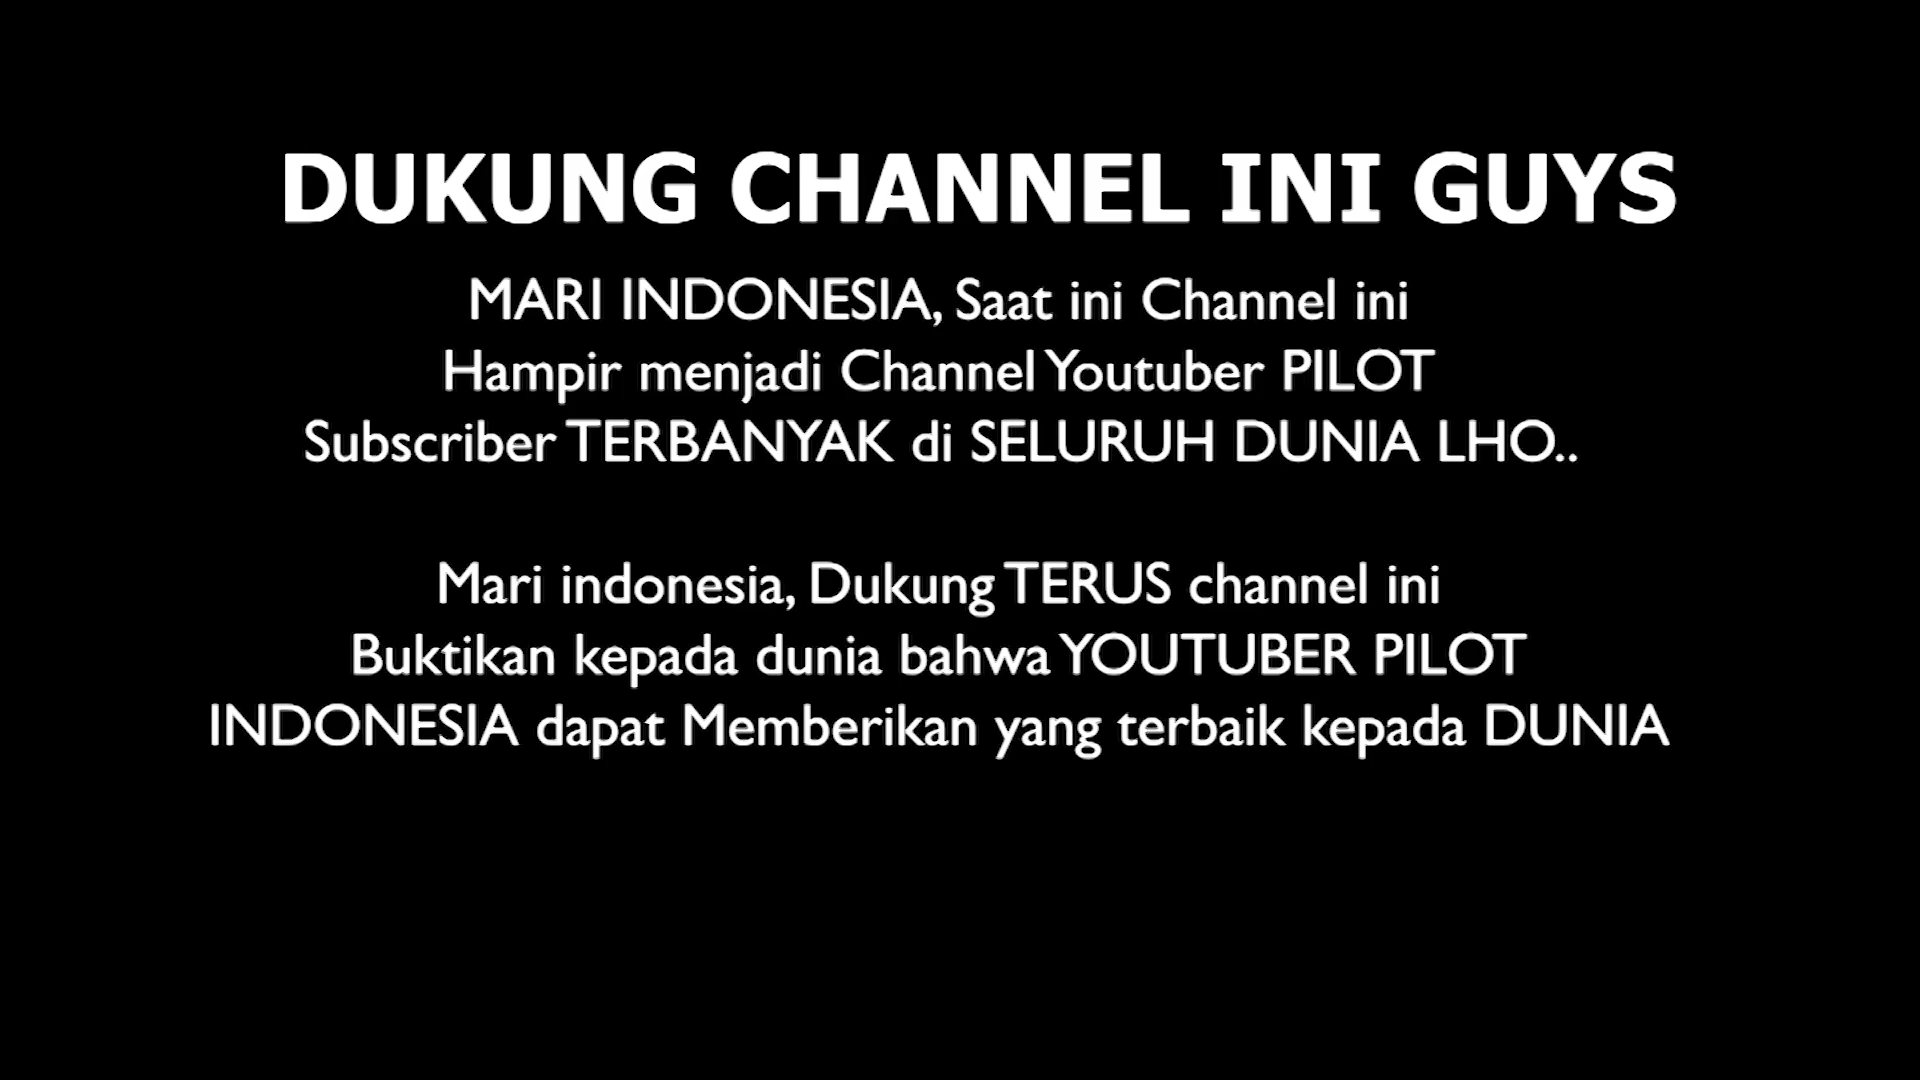 DUKUNG CHANNEL INI GUYS
MARI INDONESIA, Saat ini Channel ini
Hampir menjadi Channel Youtuber PILOT
Subscriber TERBANYAK di SELURUH DUNIA LHO..
Mari indonesia, Dukung TERUS channel ini
Buktikan kepada dunia bahwa YOUTUBER PILOT
INDONESIA dapat Memberikan yang terbaik kepada DUNIA